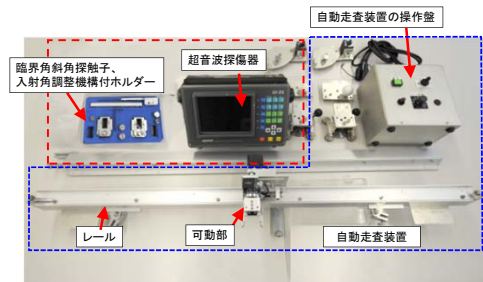 自動走査装置の操作盤
超音波探傷器
臨界角斜角探触子、
入射角調整機構付ホルダー
レール
可動部
自動走査装置